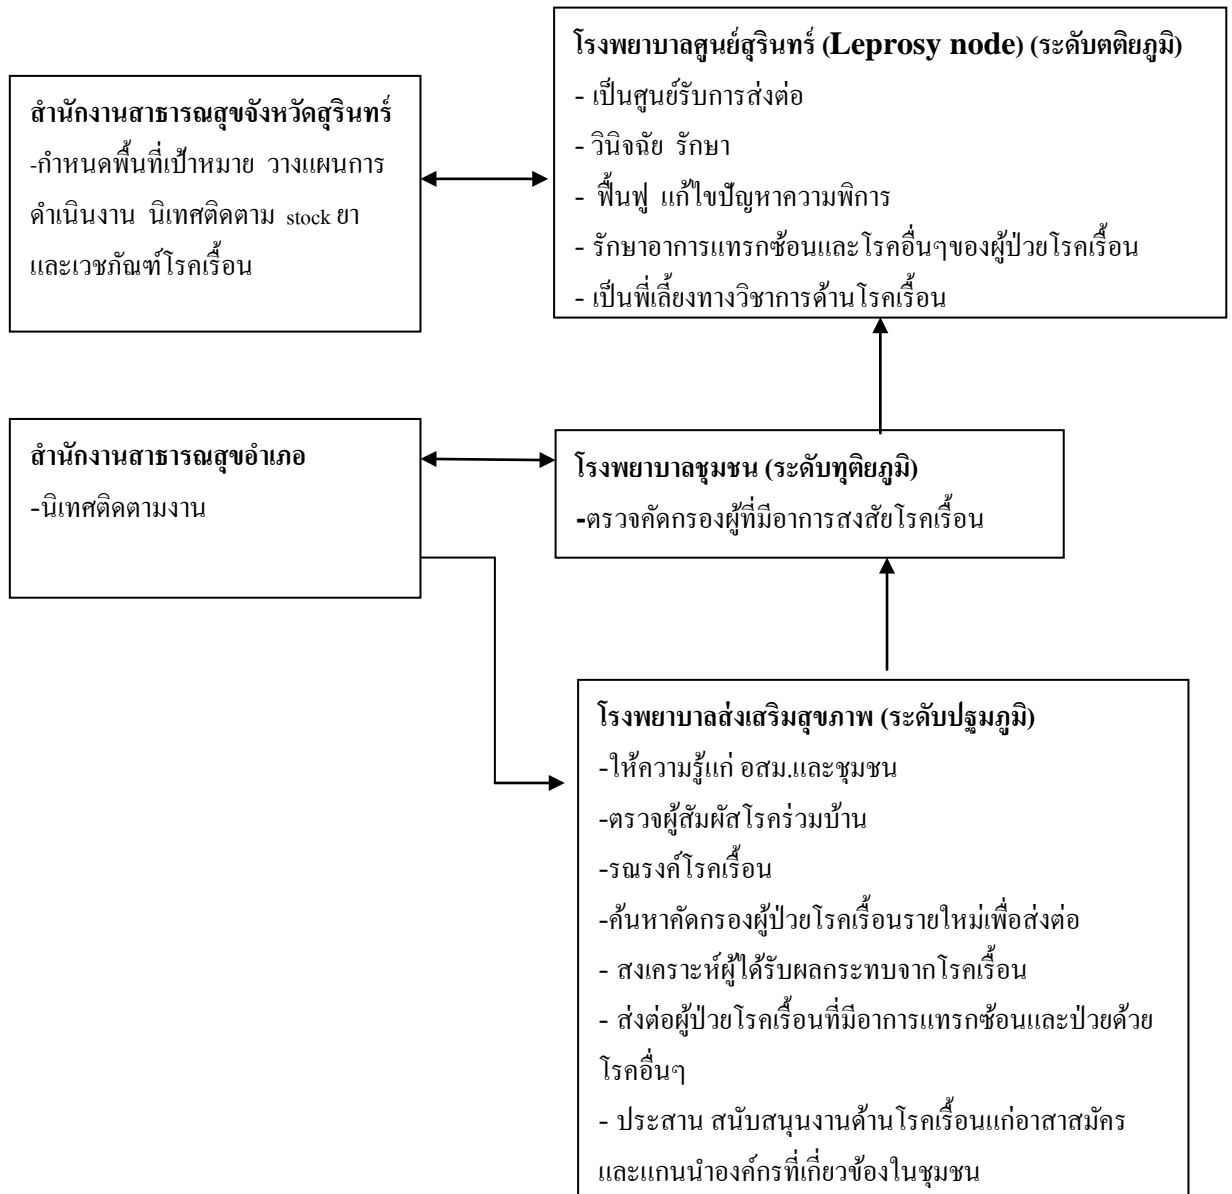 โรงพยาบาลศูนย์สุรินทร์ (Leprosy node) (ระดับตติยภูมิ)
- เป็นศูนย์รับการส่งต่อ
- วินิจฉัย รักษา
- ฟื้นฟู แก้ไขปัญหาความพิการ
- รักษาอาการแทรกซ้อนและโรคอื่นๆของผู้ป่วยโรคเรื้อน
- เป็นพี่เลี้ยงทางวิชาการด้านโรคเรื้อน
สำนักงานสาธารณสุขจังหวัดสุรินทร์
-กำหนดพื้นที่เป้าหมาย วางแผนการ
ดำเนินงาน นิเทศติดตาม stock ยา
และเวชภัณฑ์โรคเรื้อน
สำนักงานสาธารณสุขอำเภอ
-นิเทศติดตามงาน
โรงพยาบาลชุมชน (ระดับทุติยภูมิ)
-ตรวจคัดกรองผู้ที่มีอาการสงสัยโรคเรื้อน
โรงพยาบาลส่งเสริมสุขภาพ (ระดับปฐมภูมิ)
-ให้ความรู้แก่ อสม.และชุมชน
-ตรวจผู้สัมผัสโรคร่วมบ้าน
-รณรงค์โรคเรื้อน
-ค้นหาคัดกรองผู้ป่วยโรคเรื้อนรายใหม่เพื่อส่งต่อ
- สงเคราะห์ผู้ได้รับผลกระทบจากโรคเรื้อน
- ส่งต่อผู้ป่วยโรคเรื้อนที่มีอาการแทรกซ้อนและป่วยด้วย
โรคอื่นๆ
- ประสาน สนับสนุนงานด้านโรคเรื้อนแก่อาสาสมัคร
และแกนนำองค์กรที่เกี่ยวข้องในชุมชน